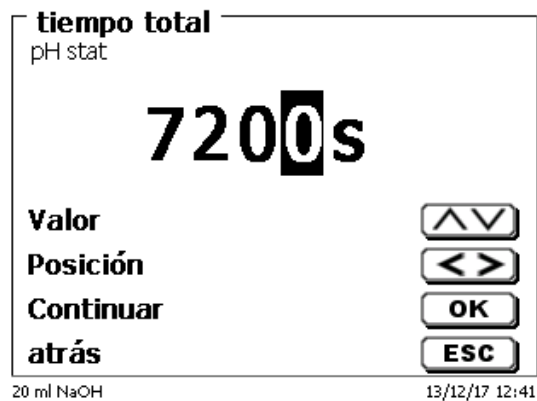 tiempo total
pH stat
7200s
Valor
Posición
Continuar OK
atrás ESC
20 ml NaOH 13/12/17 12:41